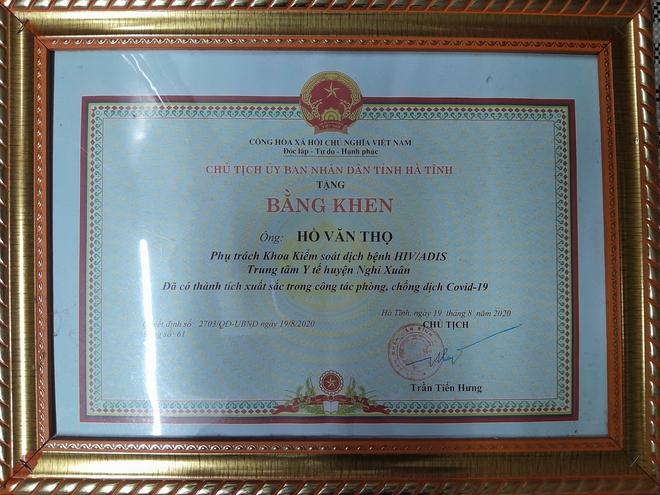 CỘNG HÒA XÃ HỘI CHỦ NGHĨA VIỆT NAM
Độc lập - Tự do - Hạnh phúc
CHỦ TỊCH ỦY BAN NHÂN DÂN TỈNH HÀ TĨNH
TẶNG
BẰNG KHEN
Ông: HỒ VĂN THỌ
Phụ trách Khoa Kiểm soát dịch bệnh HIV/ADIS
Trung tâm Y tế huyện Nghi Xuân
Đã có thành tích xuất sắc trong công tác phòng, chống dịch Covid-19
Quyết định số: 2703/QĐ-UBND ngày 19/8/2020
số: 61
Hà Tĩnh, ngày 19 tháng 8 năm 2020
CHỦ TỊCH
Trần Tiến Hưng